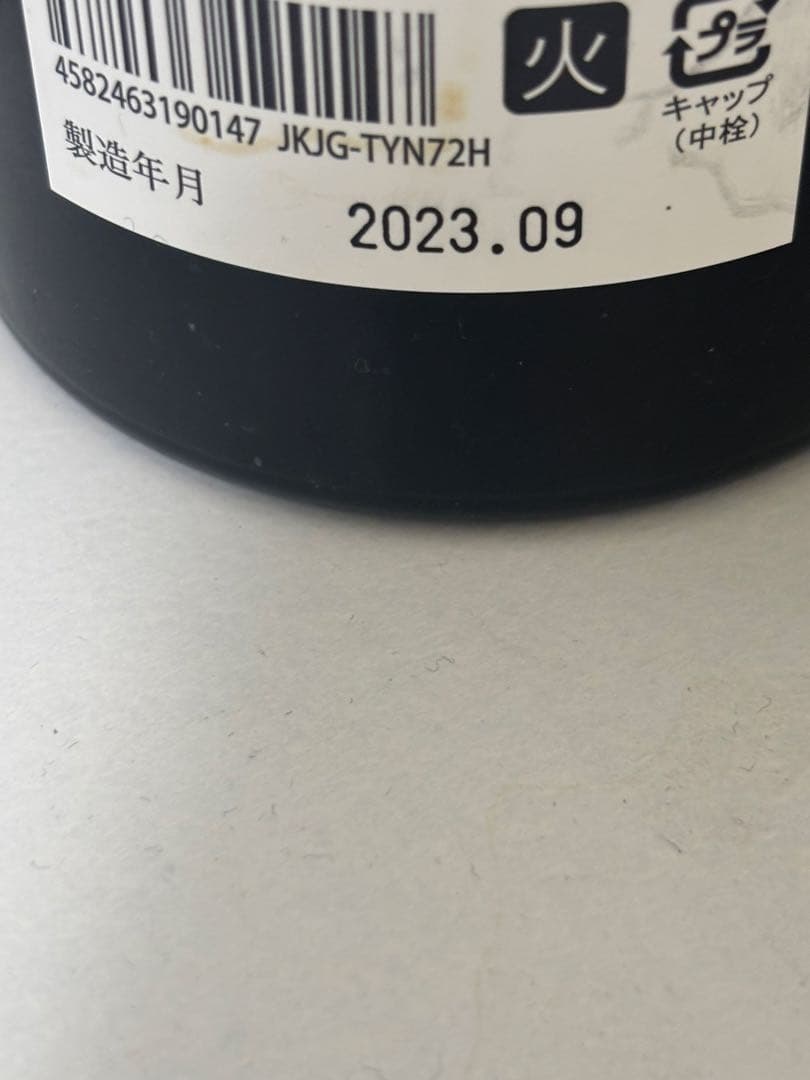 火
プラ
キャップ
(中栓)
4582463190147 JKJG-TYN72H
製造年月
2023.09